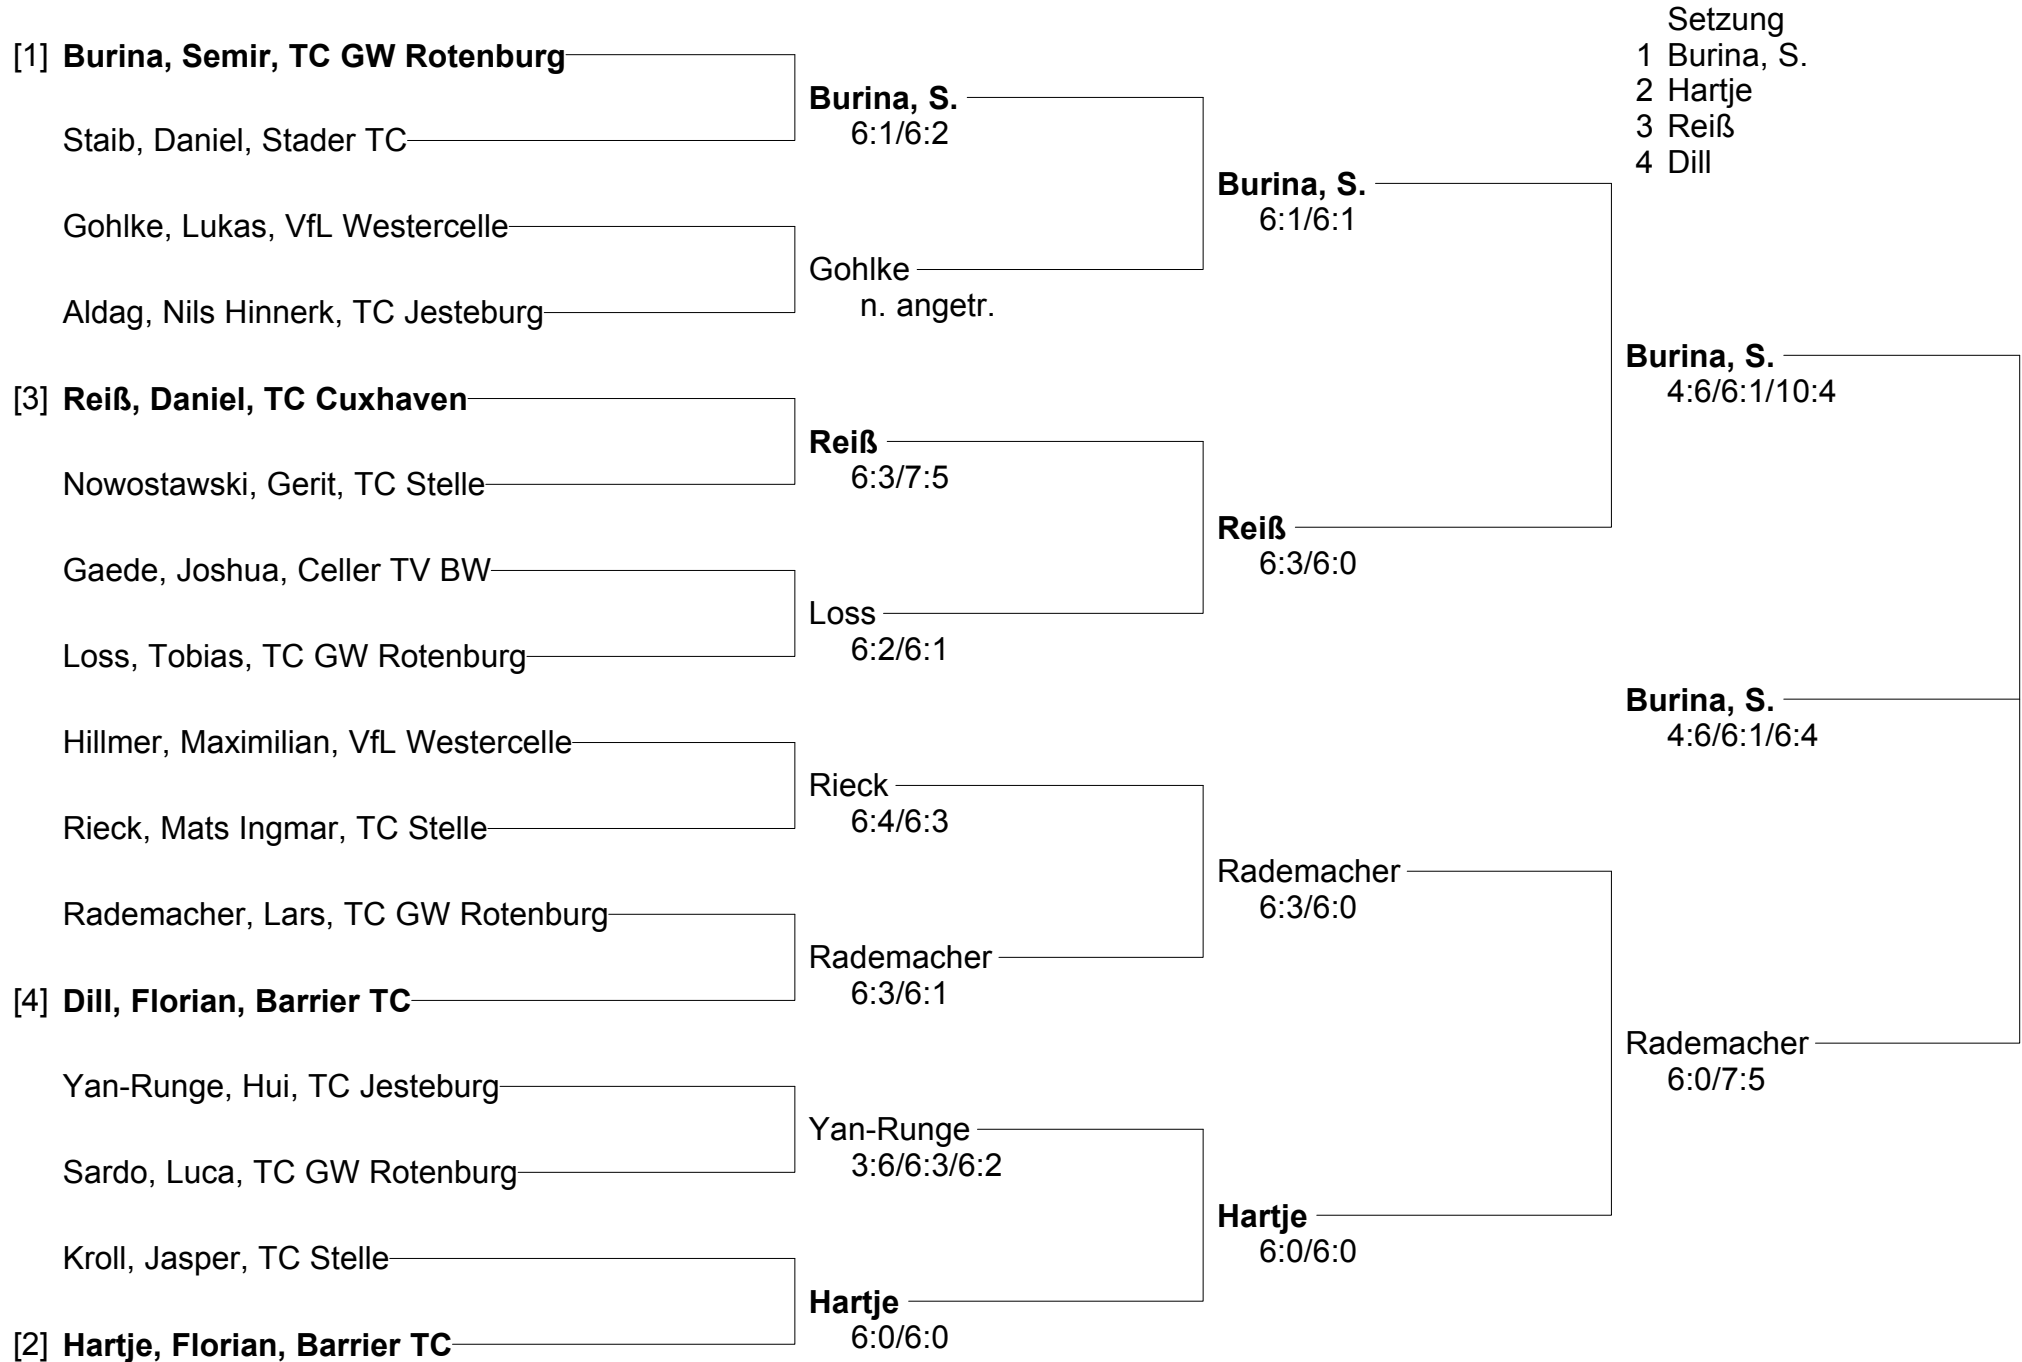 Setzung
1 Burina, S.
2 Hartje
3 Reiß
4 Dill
[1] Burina, Semir, TC GW Rotenburg
Staib, Daniel, Stader TC
Gohlke, Lukas, VfL Westercelle
Aldag, Nils Hinnerk, TC Jesteburg
[3] Reiß, Daniel, TC Cuxhaven
Nowostawski, Gerit, TC Stelle
Gaede, Joshua, Celler TV BW
Loss, Tobias, TC GW Rotenburg
Hillmer, Maximilian, VfL Westercelle
Rieck, Mats Ingmar, TC Stelle
Rademacher, Lars, TC GW Rotenburg
[4] Dill, Florian, Barrier TC
Yan-Runge, Hui, TC Jesteburg
Sardo, Luca, TC GW Rotenburg
Kroll, Jasper, TC Stelle
[2] Hartje, Florian, Barrier TC
Burina, S.
6:1/6:2
Gohlke
n. angetr.
Reiß
6:3/7:5
Loss
6:2/6:1
Rieck
6:4/6:3
Rademacher
6:3/6:1
Yan-Runge
3:6/6:3/6:2
Hartje
6:0/6:0
Burina, S.
6:1/6:1
Reiß
6:3/6:0
Rademacher
6:3/6:0
Hartje
6:0/6:0
Burina, S.
4:6/6:1/10:4
Burina, S.
4:6/6:1/6:4
Rademacher
6:0/7:5